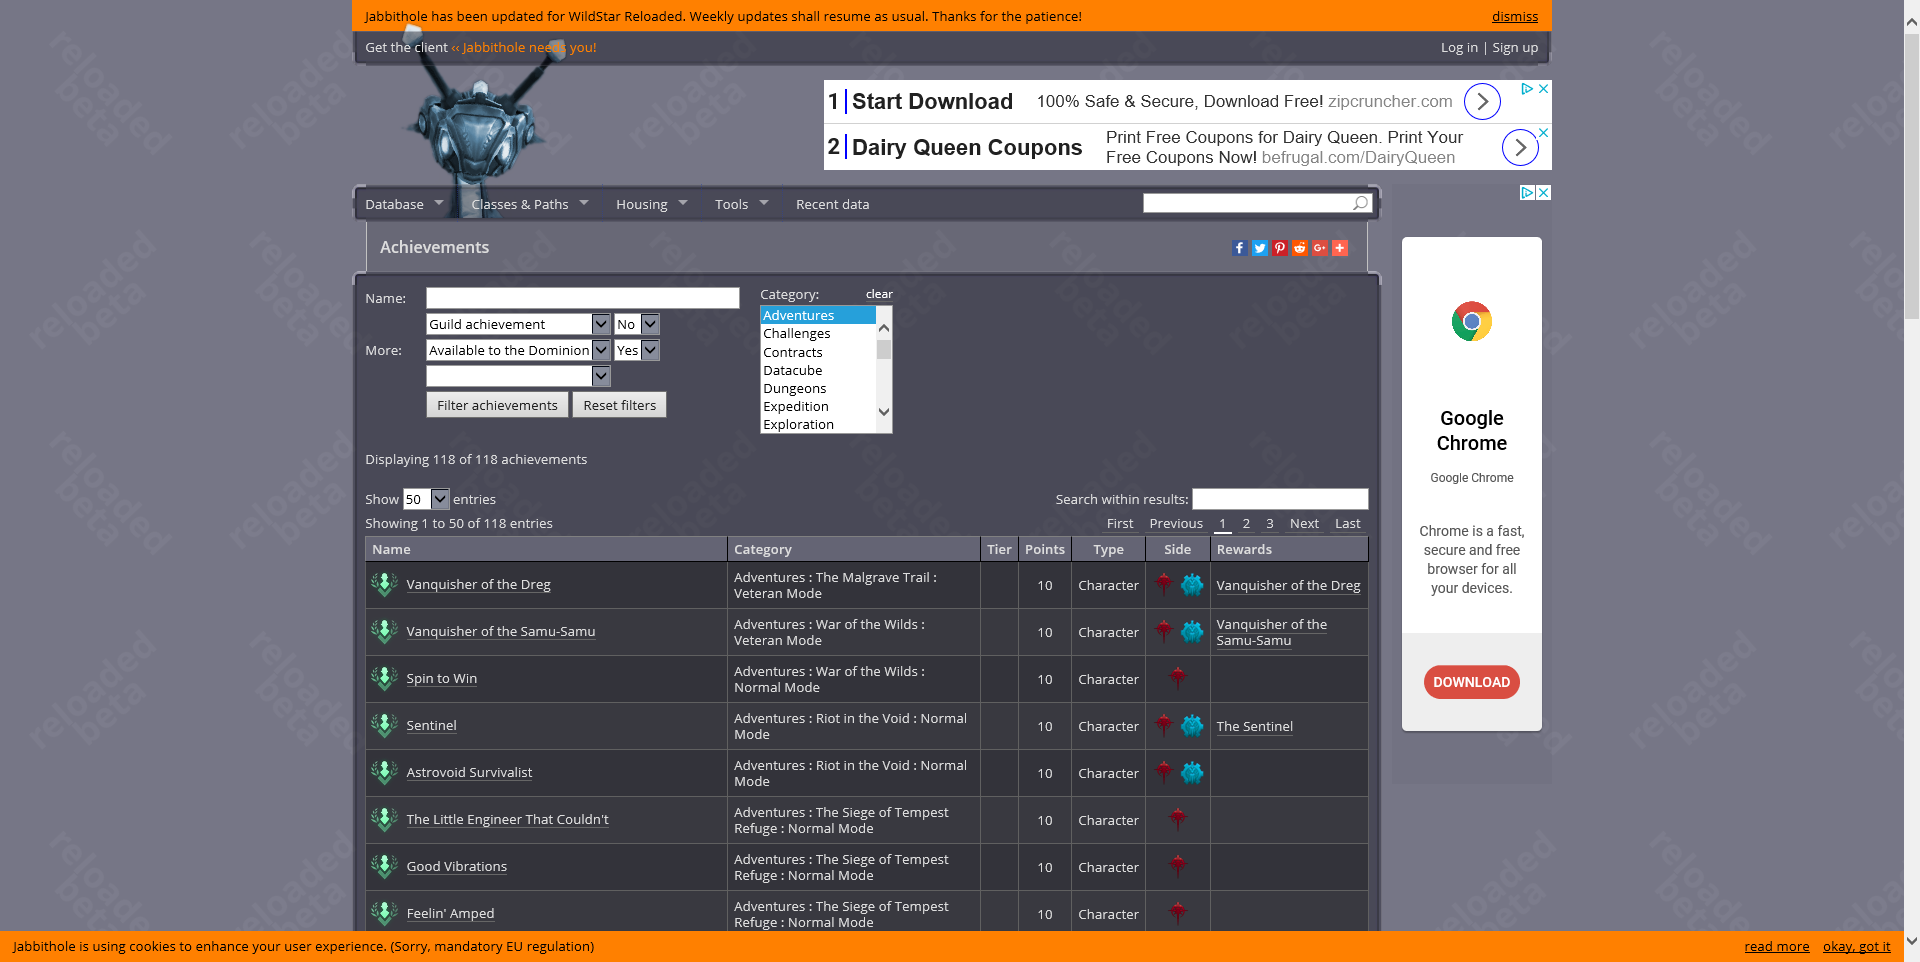 Jabbithole has been updated for WildStar Reloaded. Weekly updates shall resume as usual. Thanks for the patience! dismiss
Get the client ‹‹ Jabbithole needs you! Log in | Sign up
1 Start Download 100% Safe & Secure, Download Free! zipcruncher.com
2 Dairy Queen Coupons Print Free Coupons for Dairy Queen. Print Your
Free Coupons Now! befrugal.com/DairyQueen
Database Classes & Paths Housing Tools Recent data
Achievements
Name:
Guild achievement No
More: Available to the Dominion Yes
Filter achievements Reset filters
Category: clear
Adventures
Challenges
Contracts
Datacube
Dungeons
Expedition
Exploration
Displaying 118 of 118 achievements
Show 50 entries Search within results:
Showing 1 to 50 of 118 entries First Previous 1 2 3 Next Last
Name Category Tier Points Type Side Rewards
Vanquisher of the Dreg Adventures : The Malgrave Trail : 10 Character Vanquisher of the Dreg
Veteran Mode
Vanquisher of the Samu-Samu Adventures : War of the Wilds : 10 Character Vanquisher of the
Veteran Mode Samu-Samu
Spin to Win Adventures : War of the Wilds : 10 Character
Normal Mode
Sentinel Adventures : Riot in the Void : Normal 10 Character The Sentinel
Mode
Astrovoid Survivalist Adventures : Riot in the Void : Normal 10 Character
Mode
The Little Engineer That Couldn't Adventures : The Siege of Tempest 10 Character
Refuge : Normal Mode
Good Vibrations Adventures : The Siege of Tempest 10 Character
Refuge : Normal Mode
Feelin' Amped Adventures : The Siege of Tempest 10 Character
Refuge : Normal Mode
Google
Chrome
Google Chrome
Chrome is a fast,
secure and free
browser for all
your devices.
DOWNLOAD
reloaded
beta
Jabbithole is using cookies to enhance your user experience. (Sorry, mandatory EU regulation) read more okay, got it